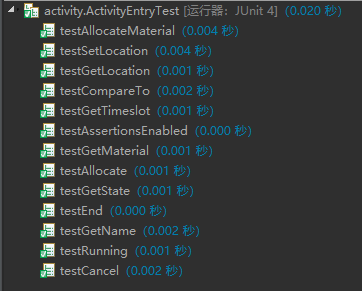 activity.ActivityEntryTest [运行器: JUnit 4] (0.020 秒)
testAllocateMaterial (0.004 秒)
testSetLocation (0.004 秒)
testGetLocation (0.001 秒)
testCompareTo (0.002 秒)
testGetTimeslot (0.001 秒)
testAssertionsEnabled (0.000 秒)
testGetMaterial (0.001 秒)
testAllocate (0.001 秒)
testGetState (0.001 秒)
testEnd (0.000 秒)
testGetName (0.002 秒)
testRunning (0.001 秒)
testCancel (0.002 秒)